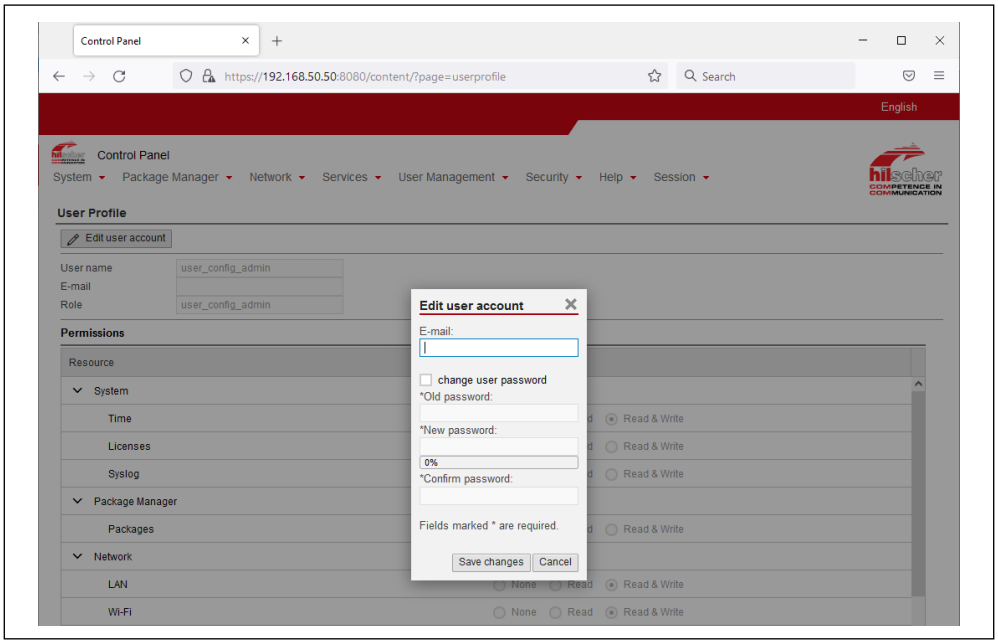 Control Panel
https://192.168.50.50:8080/content/?page=userprofile
Search
English
hilscher
COMPETENCE IN
COMMUNICATION
Control Panel
System Package Manager Network Services User Management Security Help Session
hilscher
COMPETENCE IN
COMMUNICATION
User Profile
Edit user account
User name user_config_admin
E-mail
Role user_config_admin
Permissions
Resource
System
Time Read & Write
Licenses Read & Write
Syslog Read & Write
Package Manager
Packages Read & Write
Network
LAN None Read Read & Write
Wi-Fi None Read Read & Write
Edit user account
E-mail:
change user password
*Old password:
*New password:
0%
*Confirm password:
Fields marked * are required.
Save changes Cancel